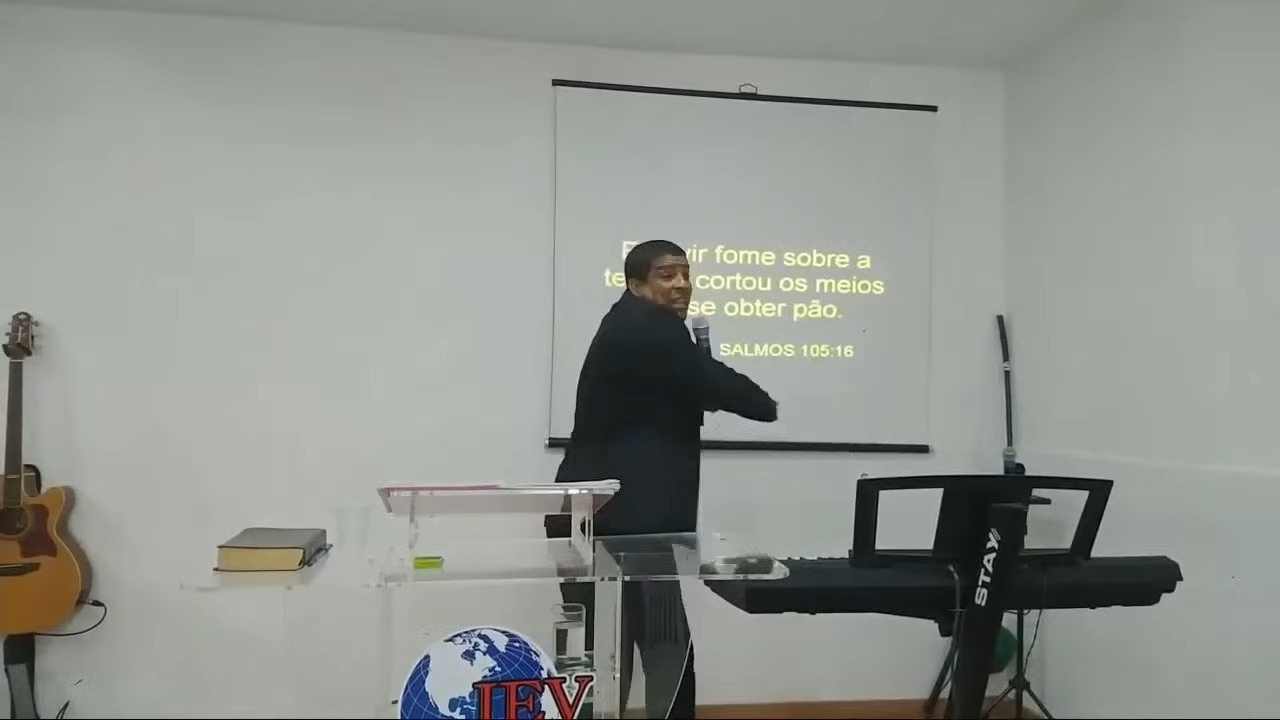 vir fome sobre a
cortou os meios
se obter pão.
SALMOS 105:16
STAY
IEV